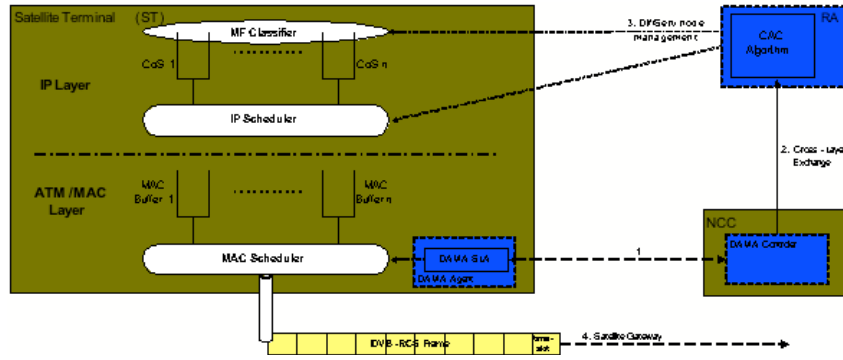 Satellite Terminal (ST)
MF Classifier
CoS 1
CoS n
IP Layer
IP Scheduler
ATM /MAC
Layer
MAC
Buffer 1
MAC
Buffer n
MAC Scheduler
DAMA
DAMA Agent
DVB -RCS Frame
4. Satellite Gateway
3. DiffServ node
management
RA
CAC
Algorithm
2. Cross - Layer
Exchange
1
NCC
DAMA Controller